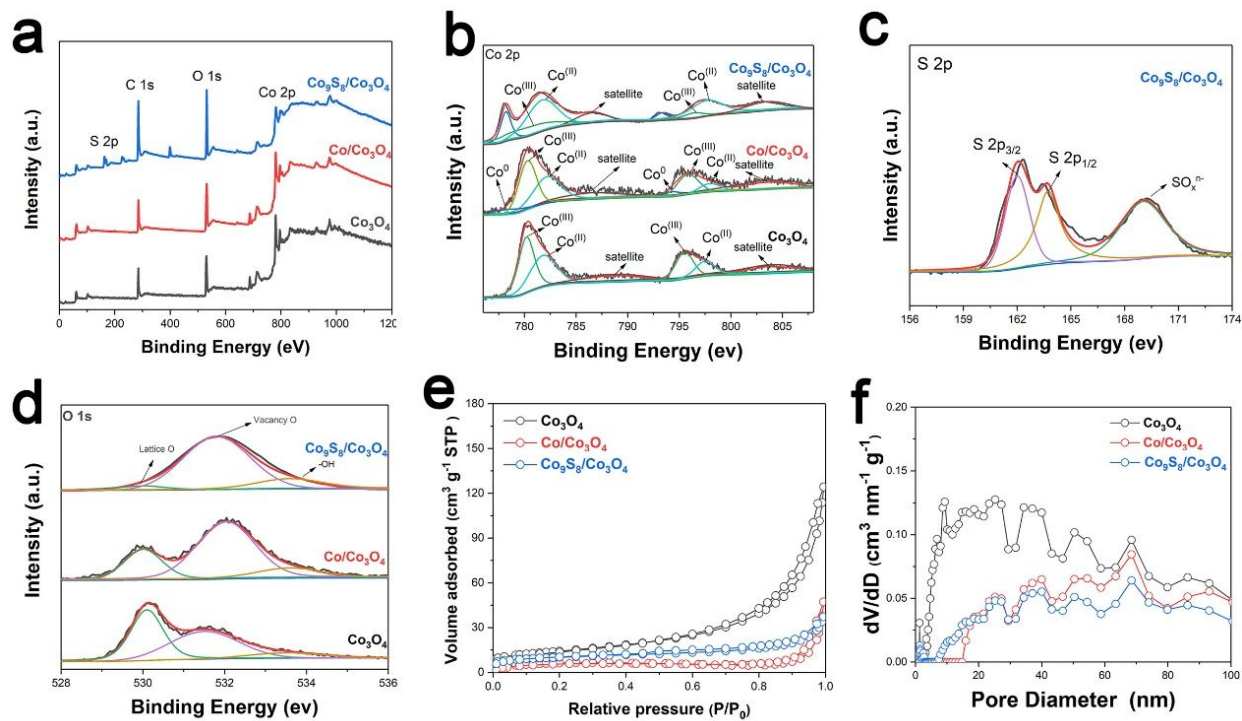 a
Intensity (a.u.)
Co₉S₈/Co₃O₄
Co/Co₃O₄
Co₃O₄
S 2p
C 1s
O 1s
Co 2p
0 200 400 600 800 1000 120
Binding Energy (eV)
b
Intensity (a.u.)
Co 2p
Co(III)
Co(II)
satellite
Co(III)
Co(II)
Co₉S₈/Co₃O₄
satellite
Co⁰
Co(III)
Co(II)
satellite
Co⁰
Co(III)
Co(II)
Co/Co₃O₄
satellite
Co(III)
Co(II)
satellite
Co(III)
Co(II)
Co₃O₄
satellite
780 785 790 795 800 805
Binding Energy (ev)
c
Intensity (a.u.)
S 2p
Co₉S₈/Co₃O₄
S 2p3/2
S 2p1/2
SOₓⁿ⁻
156 159 162 165 168 171 174
Binding Energy (ev)
d
Intensity (a.u.)
O 1s
Vacancy O
Lattice O
-OH
Co₉S₈/Co₃O₄
Co/Co₃O₄
Co₃O₄
528 530 532 534 536
Binding Energy (ev)
e
Volume adsorbed (cm³ g⁻¹ STP)
180
150
120
90
60
30
0
Co₃O₄
Co/Co₃O₄
Co₉S₈/Co₃O₄
0.0 0.2 0.4 0.6 0.8 1.0
Relative pressure (P/P₀)
f
dV/dD (cm³ nm⁻¹ g⁻¹)
0.20
0.15
0.10
0.05
0.00
Co₃O₄
Co/Co₃O₄
Co₉S₈/Co₃O₄
0 20 40 60 80 100
Pore Diameter (nm)